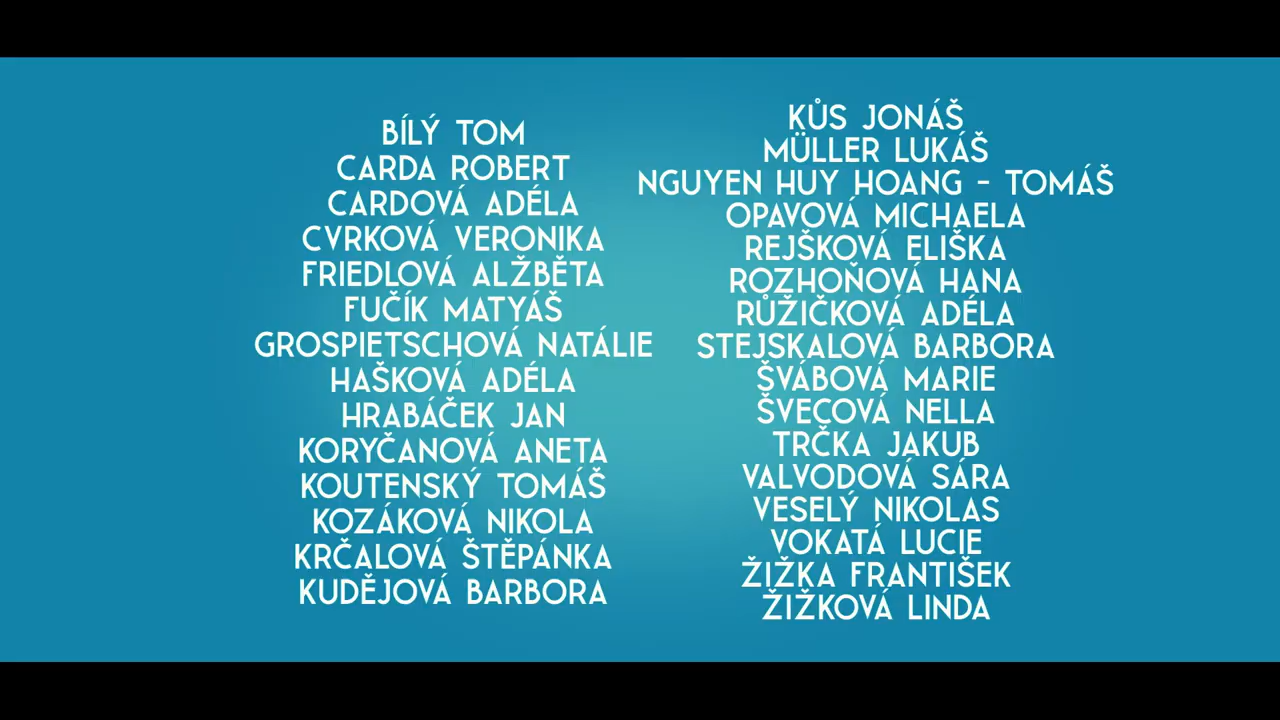 BÍLÝ TOM
CARDA ROBERT
CARDOVÁ ADÉLA
CVRKOVÁ VERONIKA
FRIEDLOVÁ ALŽBĚTA
FUČÍK MATYÁŠ
GROSPIETSCHOVÁ NATÁLIE
HAŠKOVÁ ADÉLA
HRABÁČEK JAN
KORYČANOVÁ ANETA
KOUTENSKÝ TOMÁŠ
KOZÁKOVÁ NIKOLA
KRČALOVÁ ŠTĚPÁNKA
KUDĚJOVÁ BARBORA
KŮS JONÁŠ
MÜLLER LUKÁŠ
NGUYEN HUY HOANG - TOMÁŠ
OPAVOVÁ MICHAELA
REJŠKOVÁ ELIŠKA
ROZHOŇOVÁ HANA
RŮŽIČKOVÁ ADÉLA
STEJSKALOVÁ BARBORA
ŠVÁBOVÁ MARIE
ŠVECOVÁ NELLA
TRČKA JAKUB
VALVODOVÁ SÁRA
VESELÝ NIKOLAS
VOKATÁ LUCIE
ŽIŽKA FRANTIŠEK
ŽIŽKOVÁ LINDA